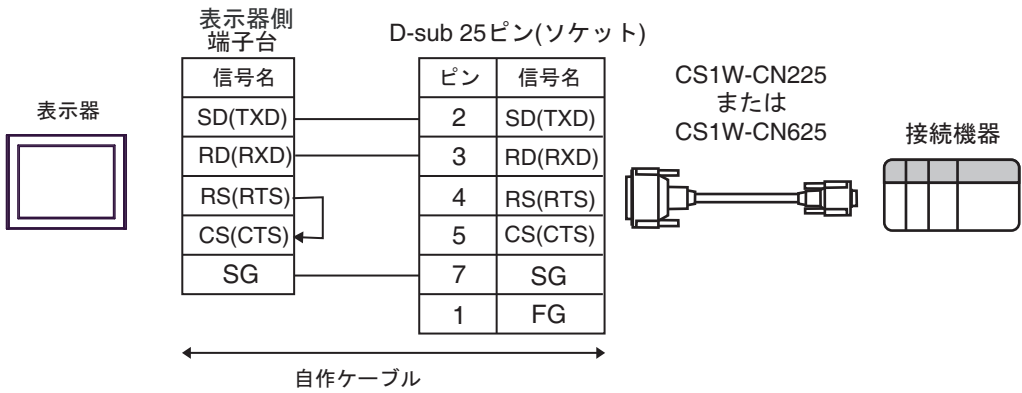 表示器
表示器側
端子台
信号名
SD(TXD)
RD(RXD)
RS(RTS)
CS(CTS)
SG
D-sub 25ピン(ソケット)
ピン 信号名
2 SD(TXD)
3 RD(RXD)
4 RS(RTS)
5 CS(CTS)
7 SG
1 FG
CS1W-CN225
または
CS1W-CN625
接続機器
自作ケーブル